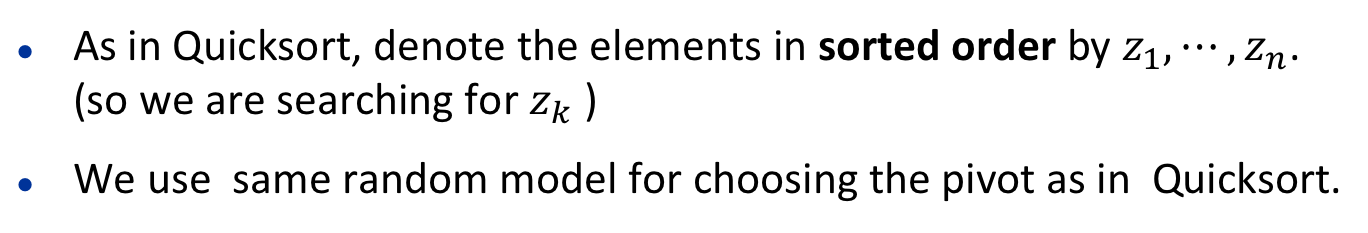 • As in Quicksort, denote the elements in sorted order by z₁, ⋯ , zₙ.
(so we are searching for zₖ )
• We use same random model for choosing the pivot as in Quicksort.